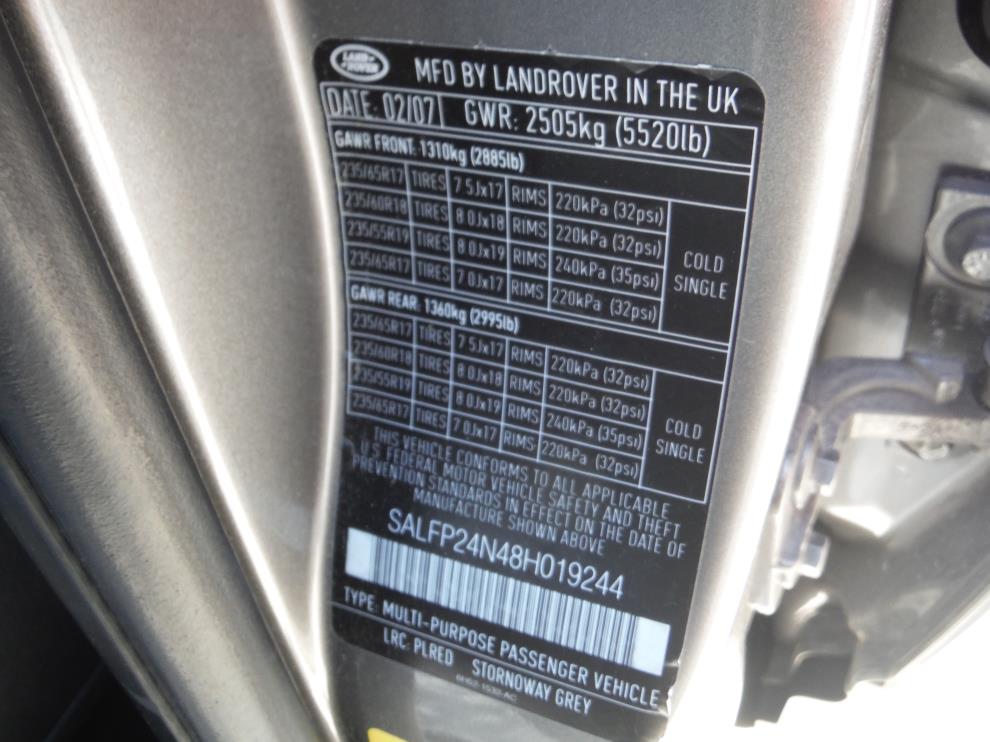 LAND ROVER
MFD BY LANDROVER IN THE UK
DATE: 02/07 GWR: 2505kg (5520lb)
GAWR FRONT: 1310kg (2885lb)
235/65R17 TIRES 7 5Jx17 RIMS 220kPa (32psi)
235/60R18 TIRES 8 0Jx18 RIMS 220kPa (32psi)
235/55R19 TIRES 8 0Jx19 RIMS 240kPa (35psi)
235/65R17 TIRES 7 0Jx17 RIMS 220kPa (32psi)
COLD
SINGLE
GAWR REAR: 1360kg (2995lb)
235/65R17 TIRES 7 5Jx17 RIMS 220kPa (32psi)
235/60R18 TIRES 8 0Jx18 RIMS 220kPa (32psi)
235/55R19 TIRES 8 0Jx19 RIMS 240kPa (35psi)
235/65R17 TIRES 7 0Jx17 RIMS 220kPa (32psi)
COLD
SINGLE
THIS VEHICLE CONFORMS TO ALL APPLICABLE
U.S. FEDERAL MOTOR VEHICLE SAFETY AND THEFT
PREVENTION STANDARDS IN EFFECT ON THE DATE OF
MANUFACTURE SHOWN ABOVE
SALFP24N48H019244
TYPE: MULTI-PURPOSE PASSENGER VEHICLE
LRC. PLRED STORNOWAY GREY